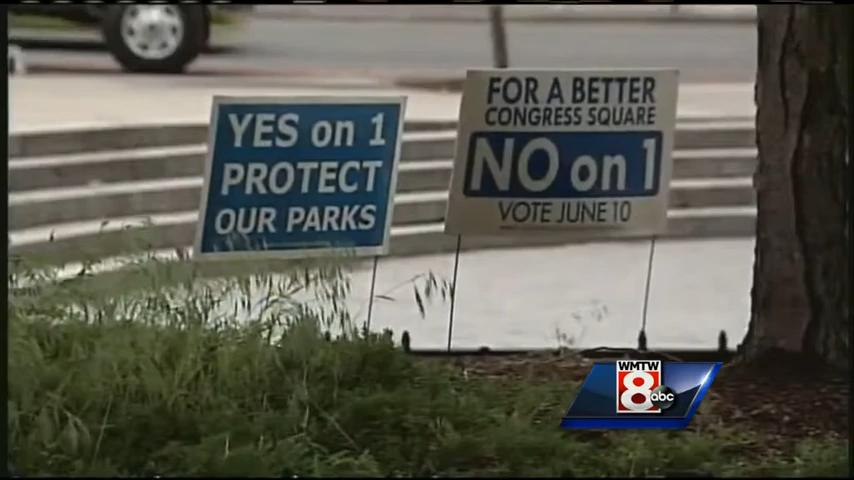 YES on 1
PROTECT
OUR PARKS
FOR A BETTER
CONGRESS SQUARE
NO on 1
VOTE JUNE 10
WMTW
8
abc